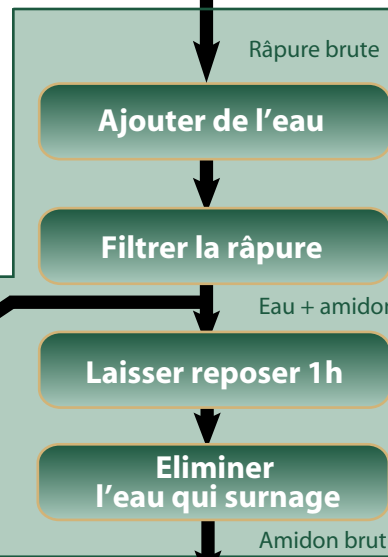 Râpure brute
Ajouter de l’eau
Filtrer la râpure
Eau + amidon
Laisser reposer 1h
Eliminer
l’eau qui surnage
Amidon brut